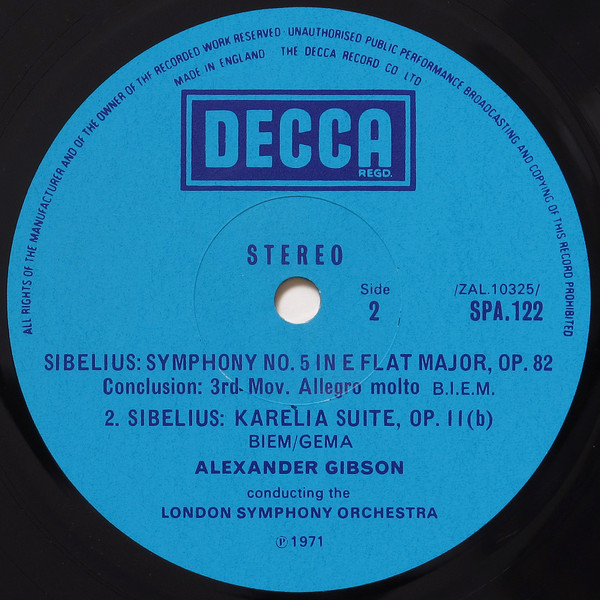 ALL RIGHTS OF THE MANUFACTURER AND OF THE OWNER OF THE RECORDED WORK RESERVED · UNAUTHORISED PUBLIC PERFORMANCE BROADCASTING AND COPYING OF THIS RECORD PROHIBITED
MADE IN ENGLAND THE DECCA RECORD CO LTD
DECCA
REGD.
STEREO
Side /ZAL.10325/
2 SPA.122
SIBELIUS: SYMPHONY NO. 5 IN E FLAT MAJOR, OP. 82
Conclusion: 3rd Mov. Allegro molto B.I.E.M.
2. SIBELIUS: KARELIA SUITE, OP. 11(b)
BIEM/GEMA
ALEXANDER GIBSON
conducting the
LONDON SYMPHONY ORCHESTRA
Ⓟ 1971